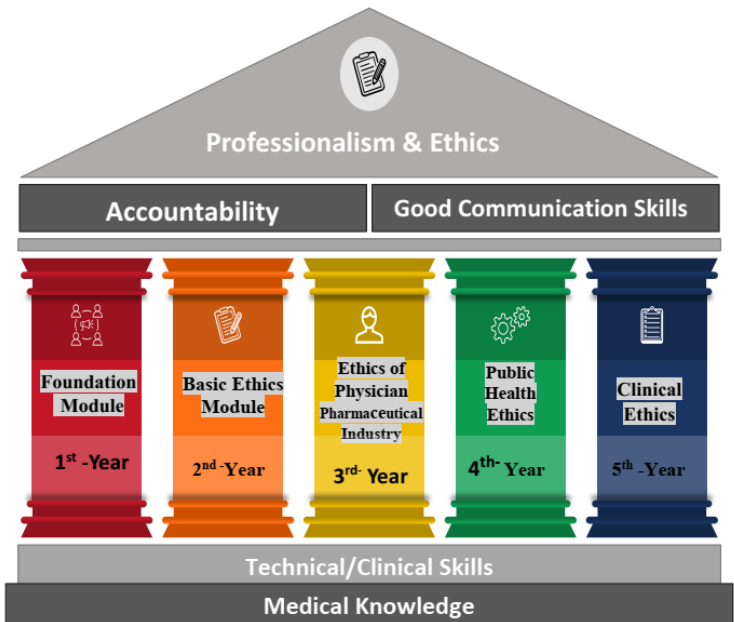 Professionalism & Ethics
Accountability
Good Communication Skills
Foundation
Module
1st -Year
Basic Ethics
Module
2nd -Year
Ethics of
Physician
Pharmaceutical
Industry
3rd- Year
Public
Health
Ethics
4th- Year
Clinical
Ethics
5th -Year
Technical/Clinical Skills
Medical Knowledge